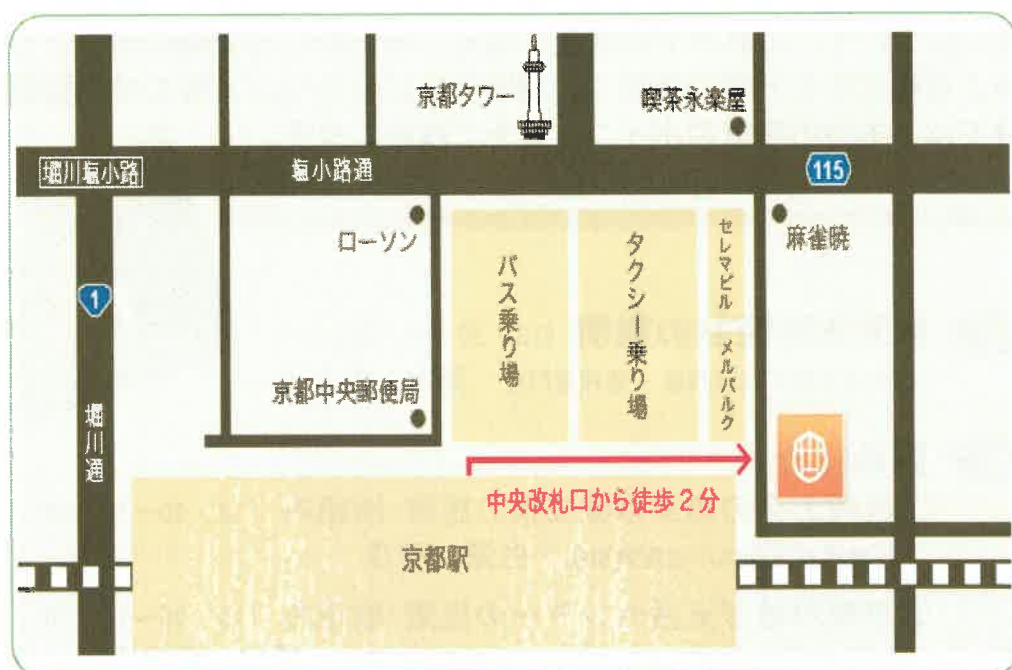 京都タワー
喫茶永楽屋
堀川塩小路
塩小路通
115
ローソン
バス乗り場
タクシー乗り場
セレマビル
メルパルク
麻雀暁
1
京都中央郵便局
堀川通
中央改札口から徒歩2分
京都駅